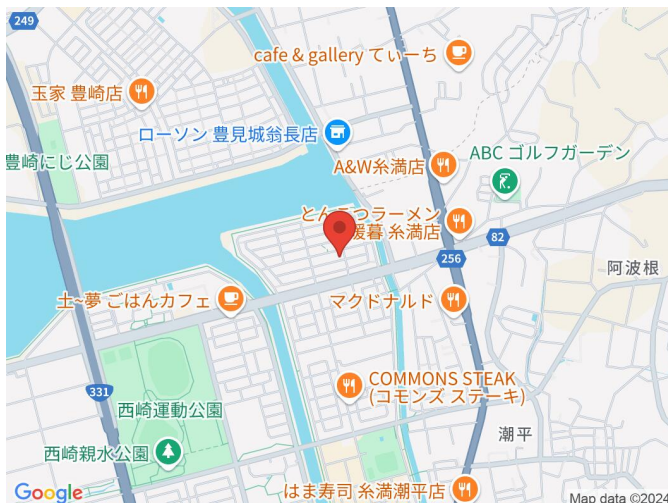 249
cafe & gallery てぃーち
玉家 豊崎店
ローソン 豊見城翁長店
豊崎にじ公園
A&W糸満店
ABC ゴルフガーデン
とんこつラーメン
暖暮 糸満店
82
256
阿波根
土~夢 ごはんカフェ
マクドナルド
331
COMMONS STEAK
(コモンズ ステーキ)
西崎運動公園
潮平
西崎親水公園
はま寿司 糸満潮平店
Google
Map data ©2024